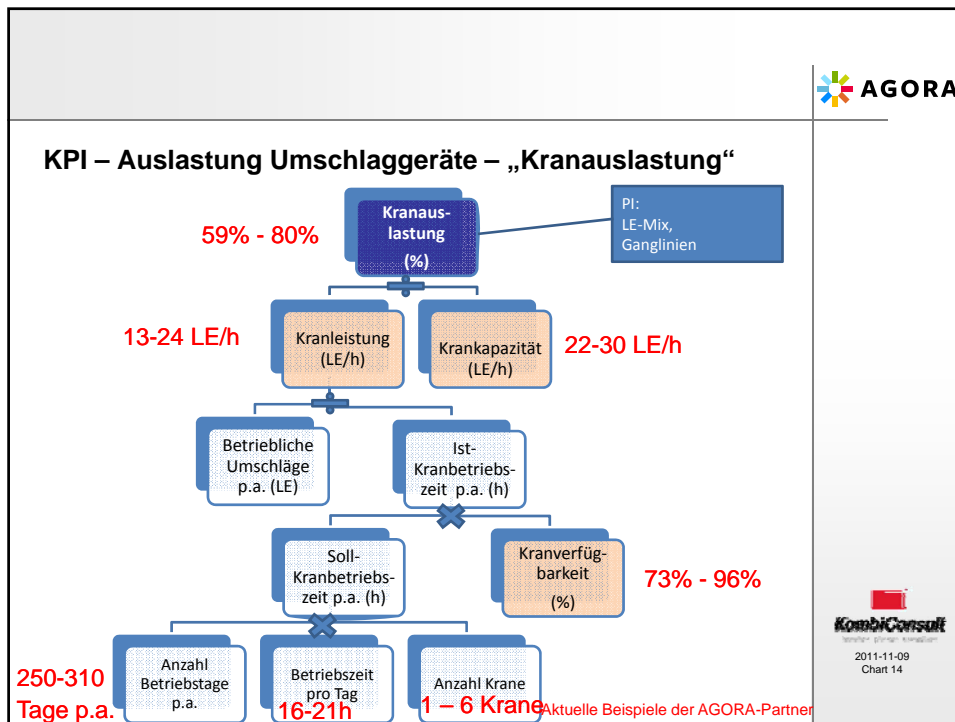 AGORA
KPI – Auslastung Umschlaggeräte – „Kranauslastung“
Kranaus-
lastung
(%)
59% - 80%
PI:
LE-Mix,
Ganglinien
13-24 LE/h
Kranleistung
(LE/h)
Krankapazität
(LE/h)
22-30 LE/h
Betriebliche
Umschläge
p.a. (LE)
Ist-
Kranbetriebs-
zeit p.a. (h)
Soll-
Kranbetriebs-
zeit p.a. (h)
Kranverfüg-
barkeit
(%)
73% - 96%
250-310
Tage p.a.
Anzahl
Betriebstage
p.a.
Betriebszeit
pro Tag
16-21h
Anzahl Krane
1 – 6 Krane
Aktuelle Beispiele der AGORA-Partner
KombiConsult
2011-11-09
Chart 14